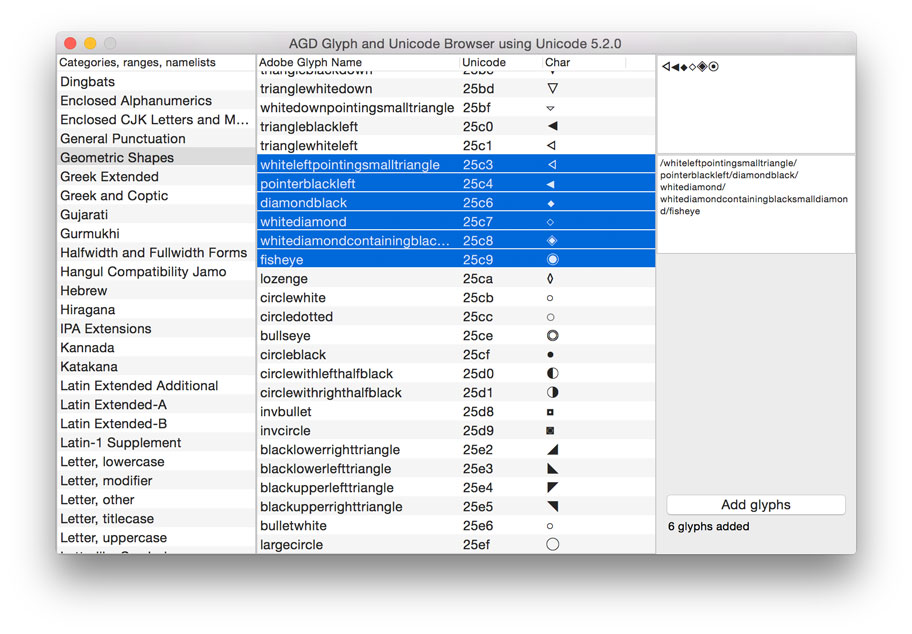 AGD Glyph and Unicode Browser using Unicode 5.2.0
Categories, ranges, namelists
Dingbats
Enclosed Alphanumerics
Enclosed CJK Letters and M...
General Punctuation
Geometric Shapes
Greek Extended
Greek and Coptic
Gujarati
Gurmukhi
Halfwidth and Fullwidth Forms
Hangul Compatibility Jamo
Hebrew
Hiragana
IPA Extensions
Kannada
Katakana
Latin Extended Additional
Latin Extended-A
Latin Extended-B
Latin-1 Supplement
Letter, lowercase
Letter, modifier
Letter, other
Letter, titlecase
Letter, uppercase
Adobe Glyph Name Unicode Char
triangleblackdown 25bc ▼
trianglewhitedown 25bd ▽
whitedownpointingsmalltriangle 25bf ▿
triangleblackleft 25c0 ◀
trianglewhiteleft 25c1 ◁
whiteleftpointingsmalltriangle 25c3 ◃
pointerblackleft 25c4 ◄
diamondblack 25c6 ◆
whitediamond 25c7 ◇
whitediamondcontainingblac... 25c8 ◈
fisheye 25c9 ◉
lozenge 25ca ◊
circlewhite 25cb ○
circledotted 25cc ◌
bullseye 25ce ◎
circleblack 25cf ●
circlewithlefthalfblack 25d0 ◐
circlewithrighthalfblack 25d1 ◑
invbullet 25d8 ◘
invcircle 25d9 ◙
blacklowerrighttriangle 25e2 ◢
blacklowerlefttriangle 25e3 ◣
blackupperlefttriangle 25e4 ◤
blackupperrighttriangle 25e5 ◥
bulletwhite 25e6 ◦
largecircle 25ef ◯
◃◄◆◇◈◉
/whiteleftpointingsmalltriangle/
pointerblackleft/diamondblack/
whitediamond/
whitediamondcontainingblacksmalldiamon
d/fisheye
Add glyphs
6 glyphs added